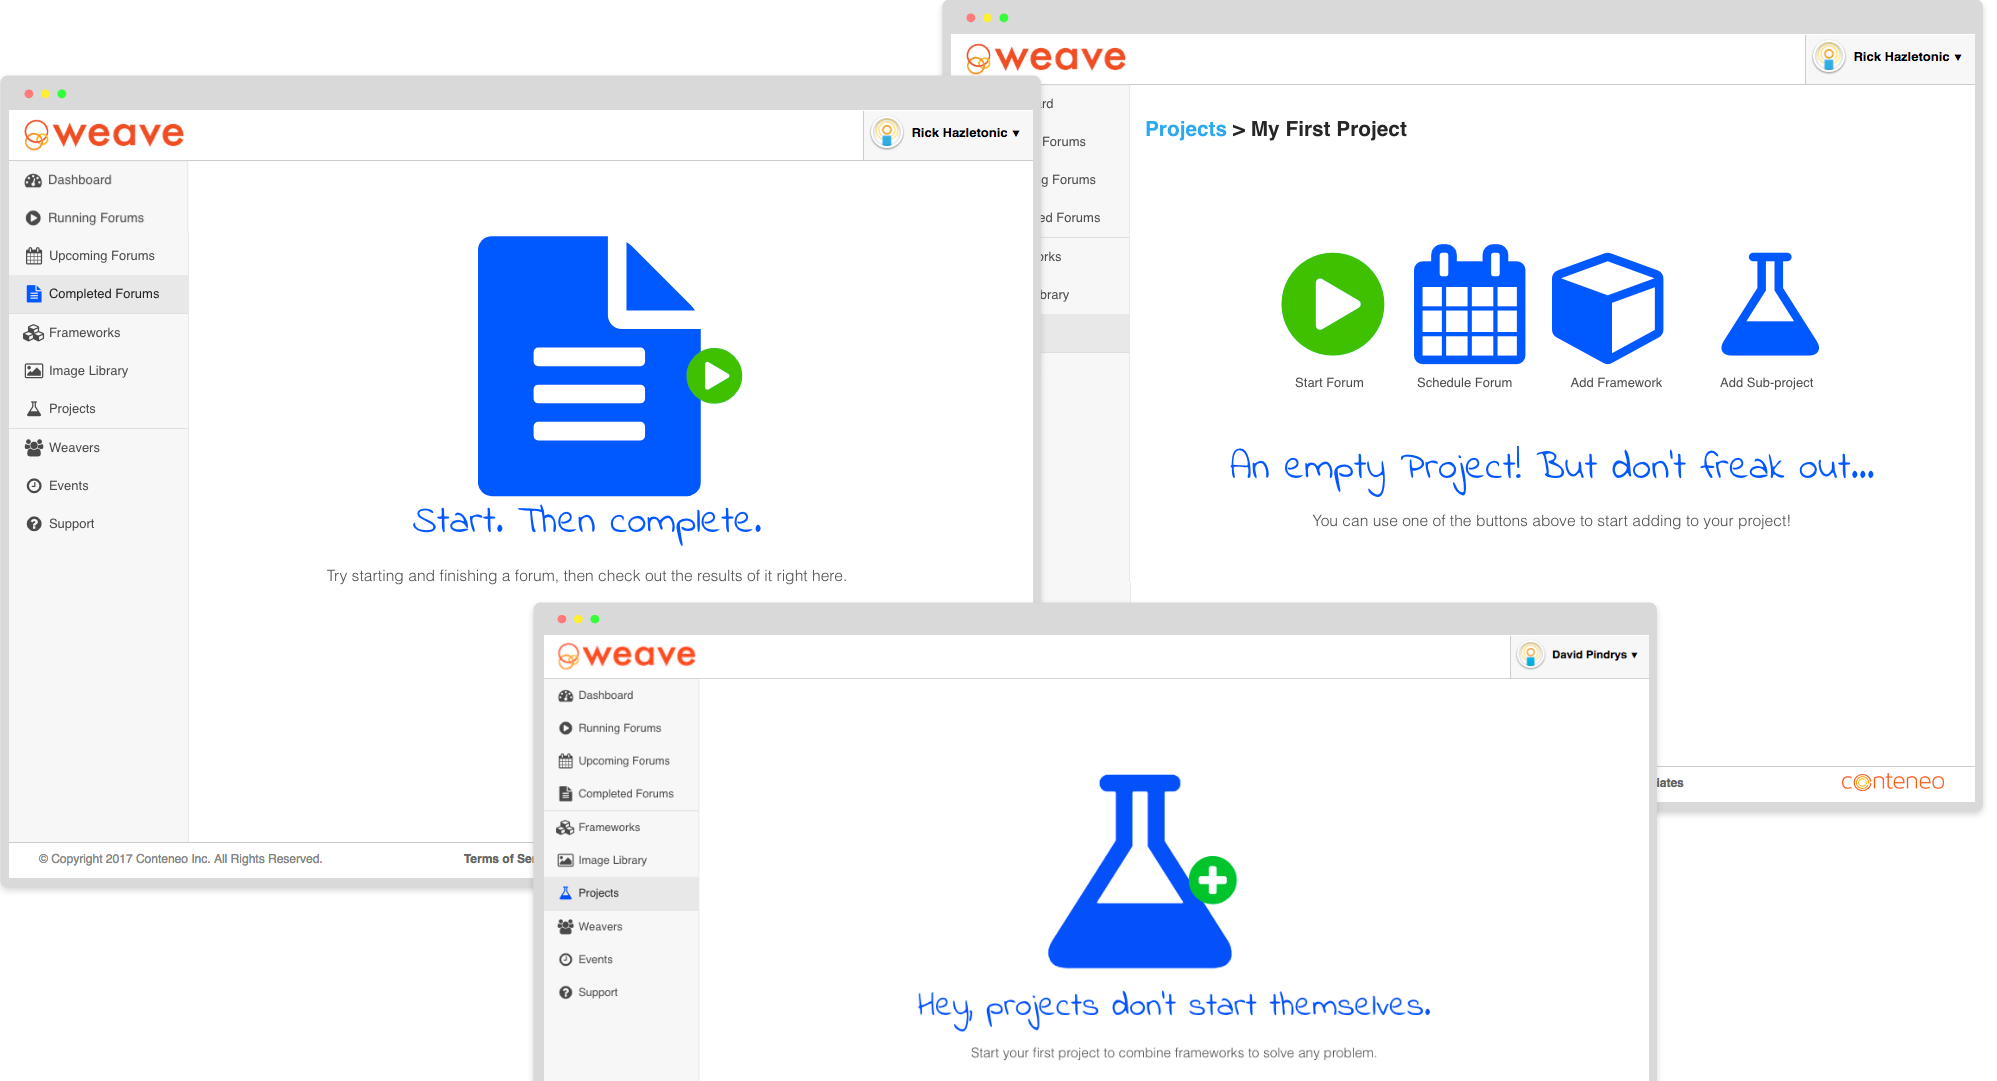 weave
Rick Hazletonic ▾
Dashboard
Running Forums
Upcoming Forums
Completed Forums
Frameworks
Image Library
Projects
Weavers
Events
Support
Start. Then complete.
Try starting and finishing a forum, then check out the results of it right here.
© Copyright 2017 Conteneo Inc. All Rights Reserved.
Terms of
weave
Rick Hazletonic ▾
Forums
Forums
Forums
Projects > My First Project
Start Forum
Schedule Forum
Add Framework
Add Sub-project
An empty Project! But don't freak out...
You can use one of the buttons above to start adding to your project!
conteneo
weave
David Pindrys ▾
Dashboard
Running Forums
Upcoming Forums
Completed Forums
Frameworks
Image Library
Projects
Weavers
Events
Support
Hey, projects don't start themselves.
Start your first project to combine frameworks to solve any problem.